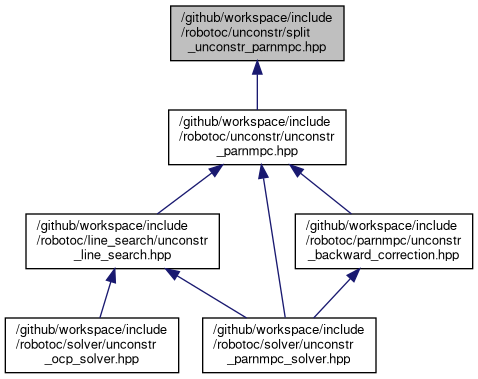 /github/workspace/include
/robotoc/unconstr/split
_unconstr_parnmpc.hpp
/github/workspace/include
/robotoc/unconstr/unconstr
_parnmpc.hpp
/github/workspace/include
/robotoc/line_search/unconstr
_line_search.hpp
/github/workspace/include
/robotoc/parnmpc/unconstr
_backward_correction.hpp
/github/workspace/include
/robotoc/solver/unconstr
_ocp_solver.hpp
/github/workspace/include
/robotoc/solver/unconstr
_parnmpc_solver.hpp